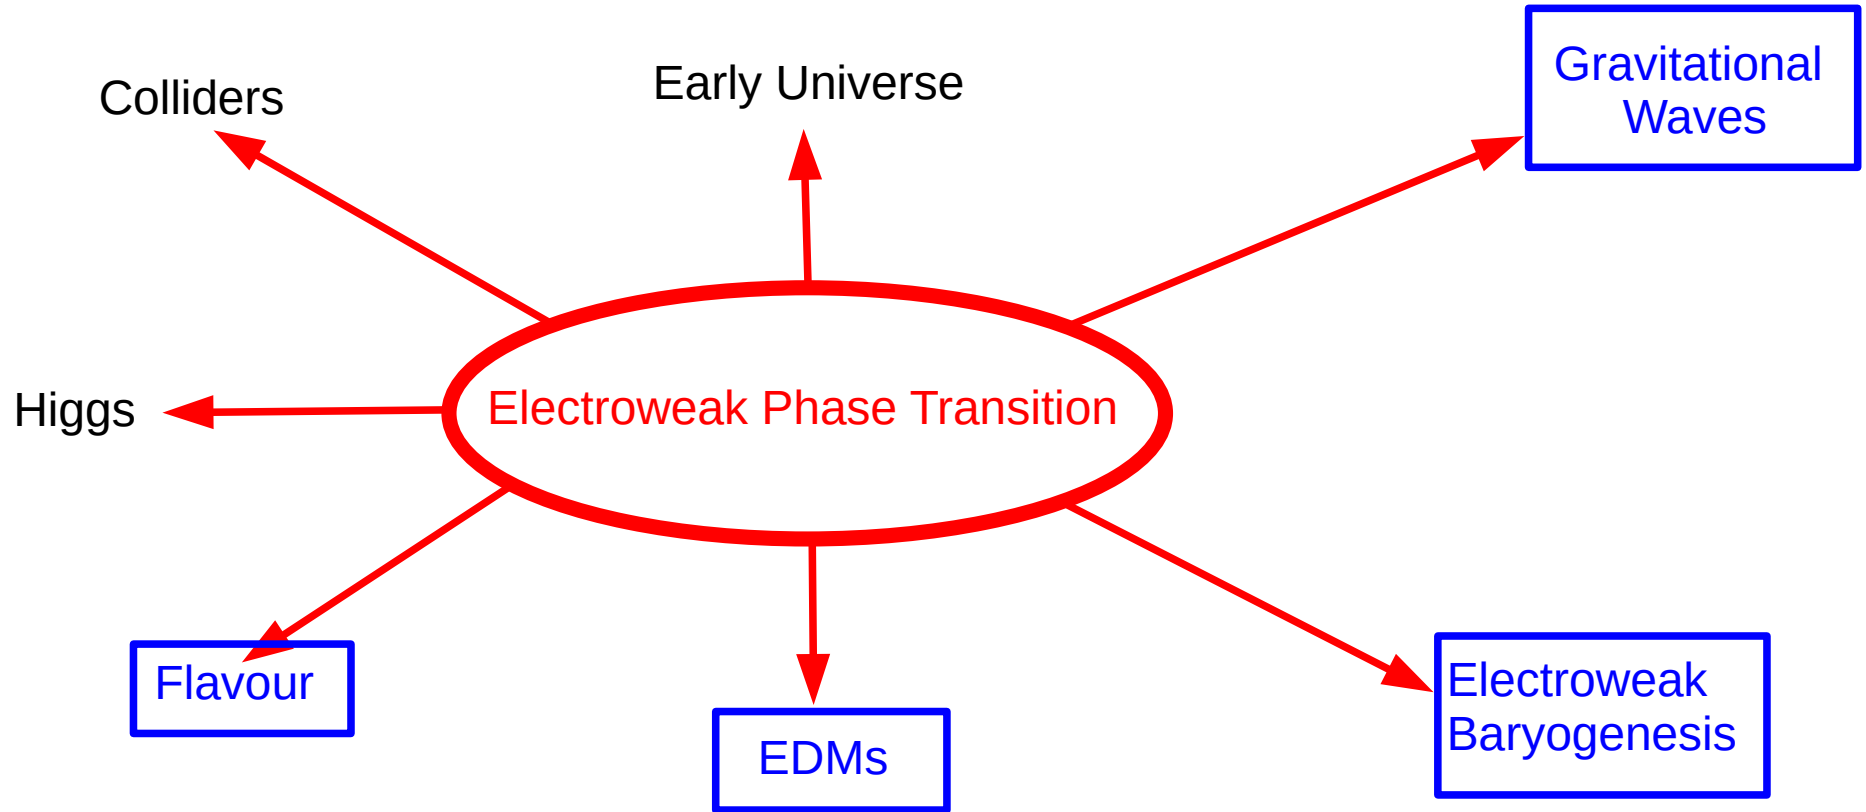 Colliders
Early Universe
Gravitational
Waves
Higgs
Electroweak Phase Transition
Flavour
EDMs
Electroweak
Baryogenesis